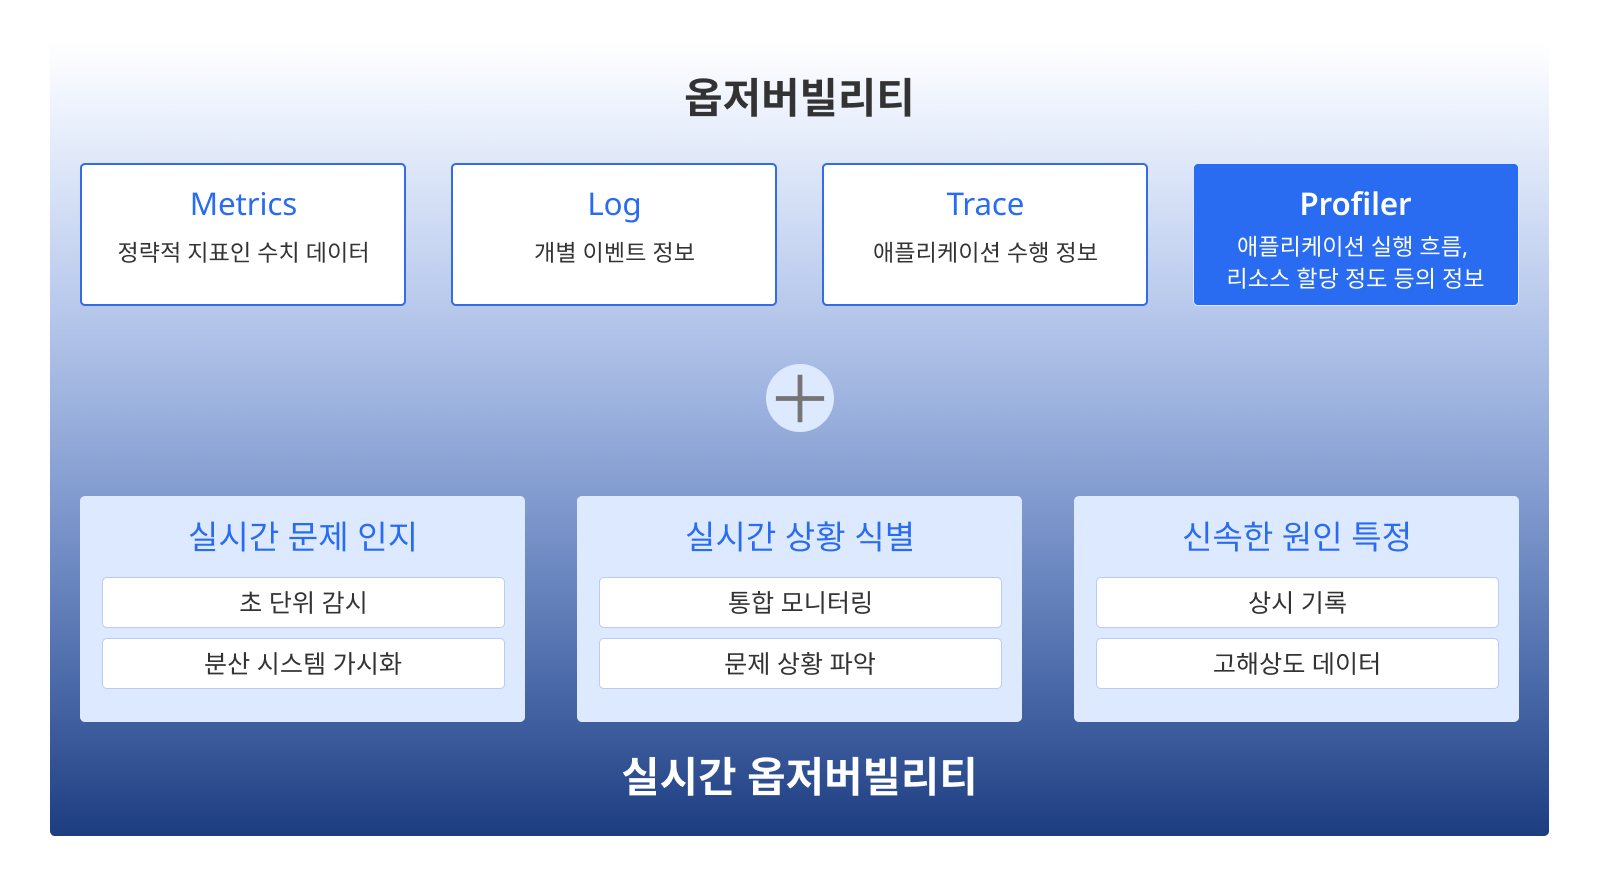 옵저버빌리티
Metrics
정략적 지표인 수치 데이터
Log
개별 이벤트 정보
Trace
애플리케이션 수행 정보
Profiler
애플리케이션 실행 흐름,
리소스 할당 정도 등의 정보
실시간 문제 인지
초 단위 감시
분산 시스템 가시화
실시간 상황 식별
통합 모니터링
문제 상황 파악
신속한 원인 특정
상시 기록
고해상도 데이터
실시간 옵저버빌리티